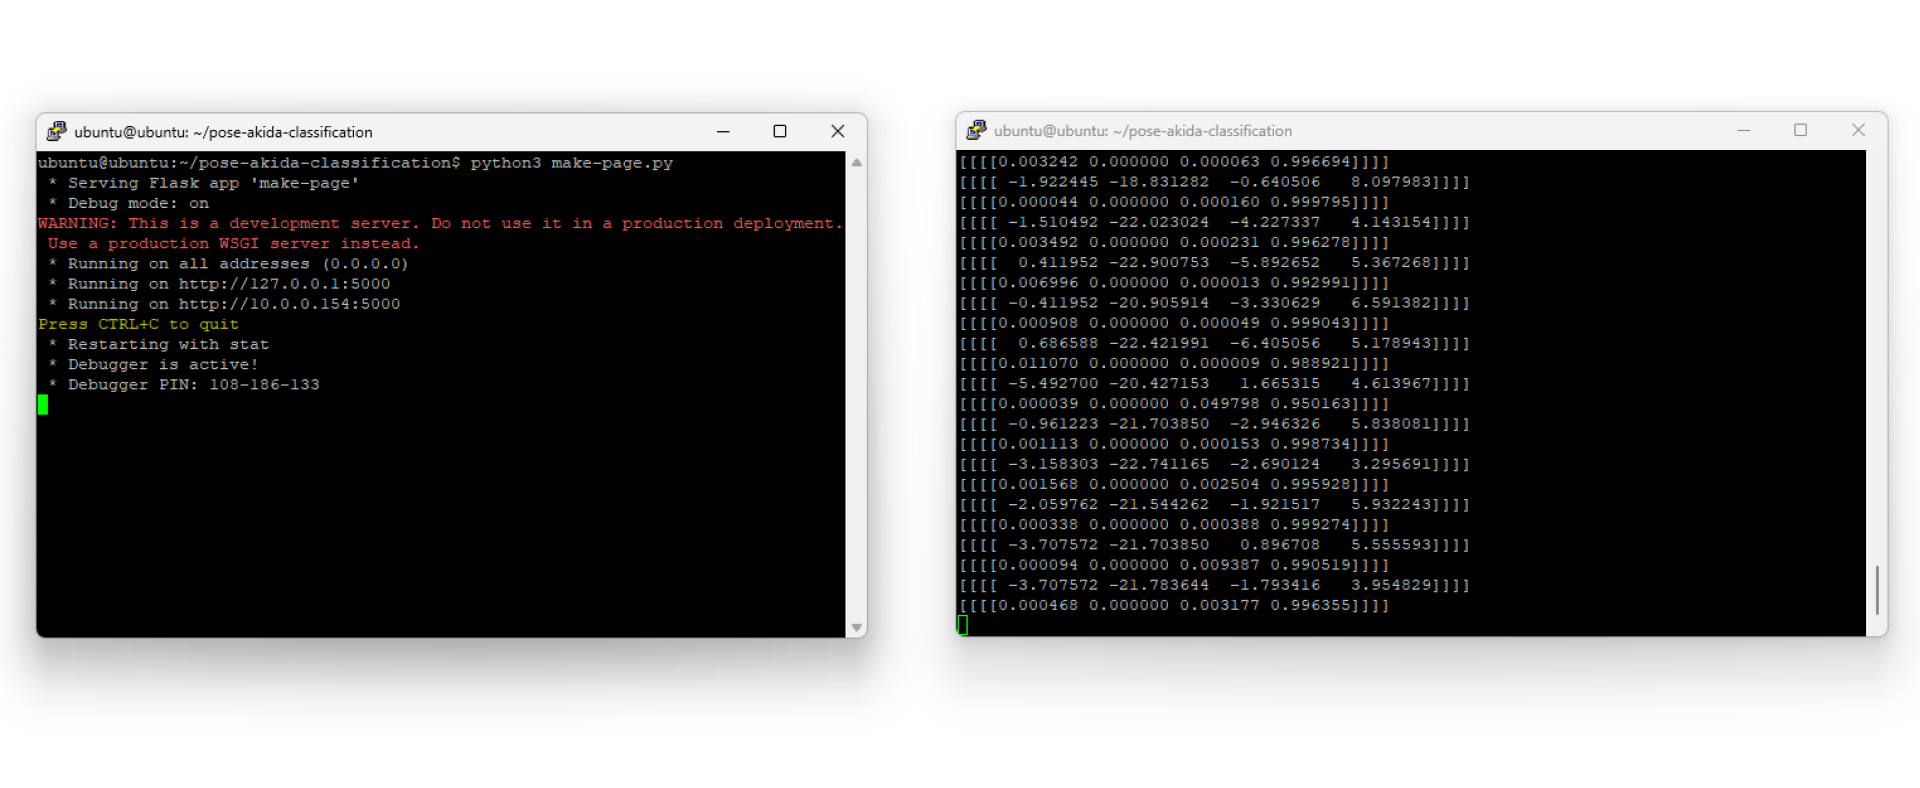 ubuntu@ubuntu: ~/pose-akida-classification
ubuntu@ubuntu:~/pose-akida-classification$ python3 make-page.py
 * Serving Flask app 'make-page'
 * Debug mode: on
WARNING: This is a development server. Do not use it in a production deployment.
 Use a production WSGI server instead.
 * Running on all addresses (0.0.0.0)
 * Running on http://127.0.0.1:5000
 * Running on http://10.0.0.154:5000
Press CTRL+C to quit
 * Restarting with stat
 * Debugger is active!
 * Debugger PIN: 108-186-133
ubuntu@ubuntu: ~/pose-akida-classification
[[[[0.003242 0.000000 0.000063 0.996694]]]]
[[[[ -1.922445 -18.831282  -0.640506   8.097983]]]]
[[[[0.000044 0.000000 0.000160 0.999795]]]]
[[[[ -1.510492 -22.023024  -4.227337   4.143154]]]]
[[[[0.003492 0.000000 0.000231 0.996278]]]]
[[[[  0.411952 -22.900753  -5.892652   5.367268]]]]
[[[[0.006996 0.000000 0.000013 0.992991]]]]
[[[[ -0.411952 -20.905914  -3.330629   6.591382]]]]
[[[[0.000908 0.000000 0.000049 0.999043]]]]
[[[[  0.686588 -22.421991  -6.405056   5.178943]]]]
[[[[0.011070 0.000000 0.000009 0.988921]]]]
[[[[ -5.492700 -20.427153   1.665315   4.613967]]]]
[[[[0.000039 0.000000 0.049798 0.950163]]]]
[[[[ -0.961223 -21.703850  -2.946326   5.838081]]]]
[[[[0.001113 0.000000 0.000153 0.998734]]]]
[[[[ -3.158303 -22.741165  -2.690124   3.295691]]]]
[[[[0.001568 0.000000 0.002504 0.995928]]]]
[[[[ -2.059762 -21.544262  -1.921517   5.932243]]]]
[[[[0.000338 0.000000 0.000388 0.999274]]]]
[[[[ -3.707572 -21.703850   0.896708   5.555593]]]]
[[[[0.000094 0.000000 0.009387 0.990519]]]]
[[[[ -3.707572 -21.783644  -1.793416   3.954829]]]]
[[[[0.000468 0.000000 0.003177 0.996355]]]]